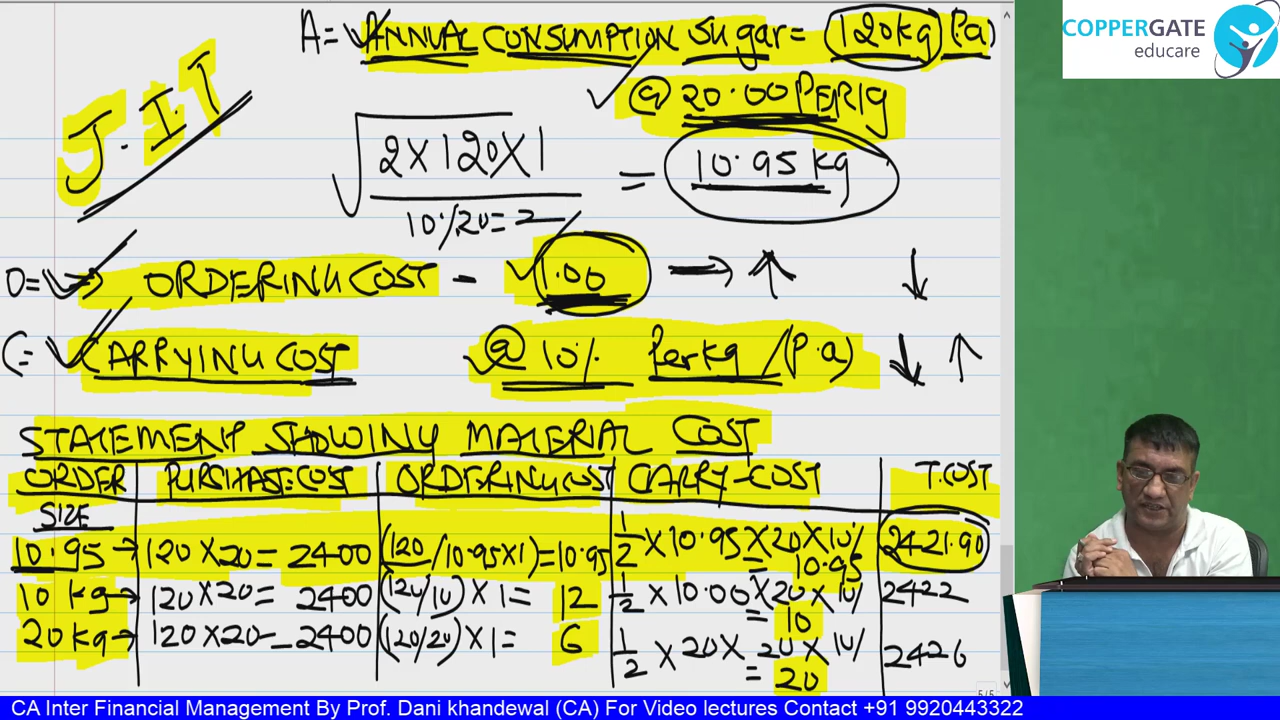 COPPERGATE
educare
A = ANNUAL CONSUMPTION Sugar = 120kg (P.a)
@ 20.00 PER kg
J.I.T
2 X 120 X 1
10%20 = 2
= 10.95 kg
O = → ORDERING COST - 1.00 → ↑ ↓
C = CARRYING COST @ 10% Per kg / (P.a) ↓ ↑
STATEMENT SHOWING MATERIAL COST
ORDER SIZE PURCHASE COST ORDERING COST CARRY-COST T.COST
10.95 → 120 X 20 = 2400 (120/10.95 X 1) = 10.95 1/2 X 10.95 X 20 X 10% = 10.95 2421.90
10 kg → 120 X 20 = 2400 (120/10) X 1 = 12 1/2 X 10.00 X 20 X 10% = 10 2422
20kg → 120 X 20 = 2400 (120/20) X 1 = 6 1/2 X 20 X 20 X 10% = 20 2426
5/5
CA Inter Financial Management By Prof. Dani khandewal (CA) For Video lectures Contact +91 9920443322